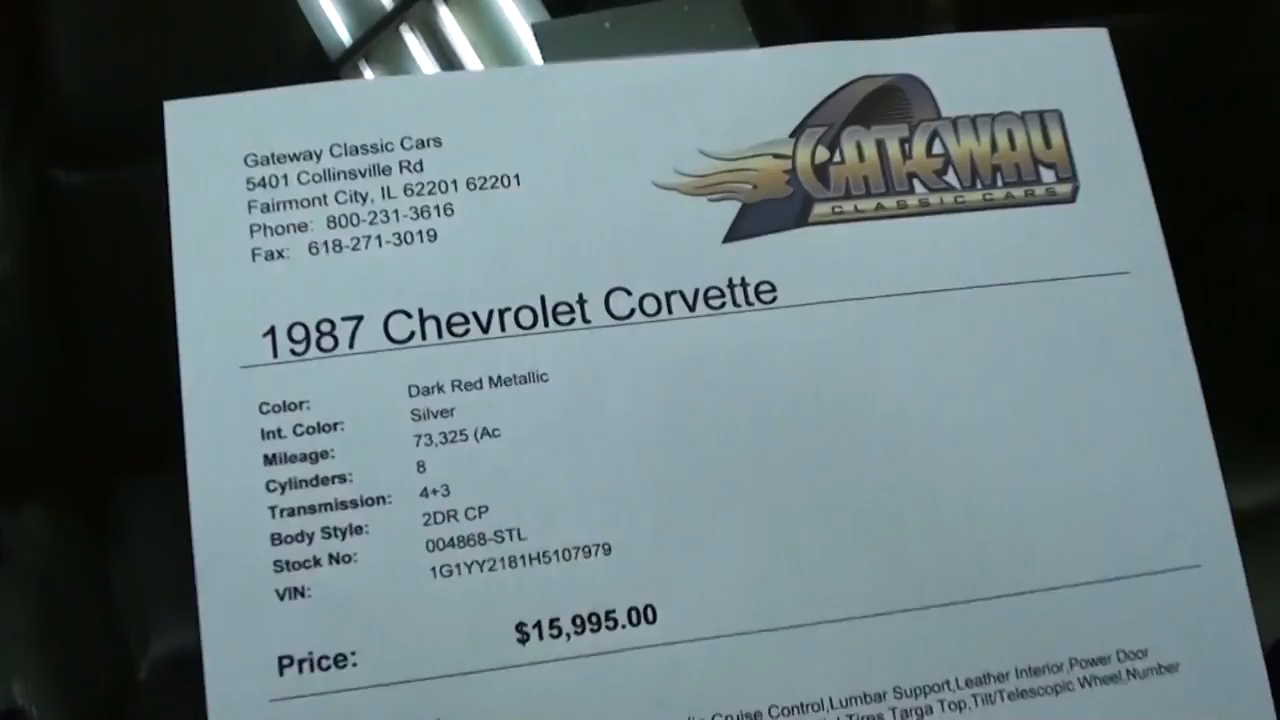 Gateway Classic Cars
5401 Collinsville Rd
Fairmont City, IL 62201 62201
Phone: 800-231-3616
Fax: 618-271-3019
GATEWAY
CLASSIC CARS
1987 Chevrolet Corvette
Color: Dark Red Metallic
Int. Color: Silver
Mileage: 73,325 (Ac
Cylinders: 8
Transmission: 4+3
Body Style: 2DR CP
Stock No: 004868-STL
VIN: 1G1YY2181H5107979
Price: $15,995.00
Cruise Control,Lumbar Support,Leather Interior,Power Door
Tires,Targa Top,Tilt/Telescopic Wheel,Number